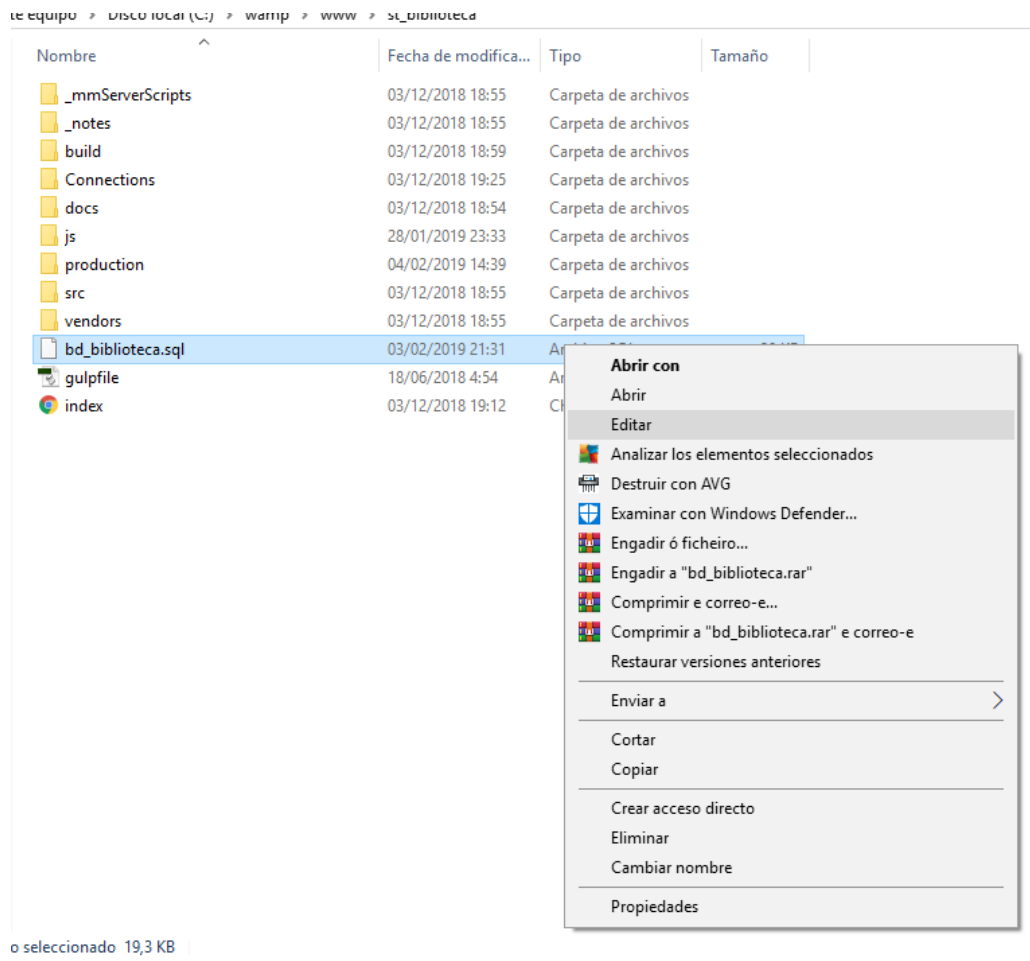 te equipo > Disco local (C:) > wamp > www > st_biblioteca
Nombre Fecha de modifica... Tipo Tamaño
_mmServerScripts 03/12/2018 18:55 Carpeta de archivos
_notes 03/12/2018 18:55 Carpeta de archivos
build 03/12/2018 18:59 Carpeta de archivos
Connections 03/12/2018 19:25 Carpeta de archivos
docs 03/12/2018 18:54 Carpeta de archivos
js 28/01/2019 23:33 Carpeta de archivos
production 04/02/2019 14:39 Carpeta de archivos
src 03/12/2018 18:55 Carpeta de archivos
vendors 03/12/2018 18:55 Carpeta de archivos
bd_biblioteca.sql 03/02/2019 21:31
gulpfile 18/06/2018 4:54
index 03/12/2018 19:12
Abrir con
Abrir
Editar
Analizar los elementos seleccionados
Destruir con AVG
Examinar con Windows Defender...
Engadir ó ficheiro...
Engadir a "bd_biblioteca.rar"
Comprimir e correo-e...
Comprimir a "bd_biblioteca.rar" e correo-e
Restaurar versiones anteriores
Enviar a
Cortar
Copiar
Crear acceso directo
Eliminar
Cambiar nombre
Propiedades
o seleccionado 19,3 KB